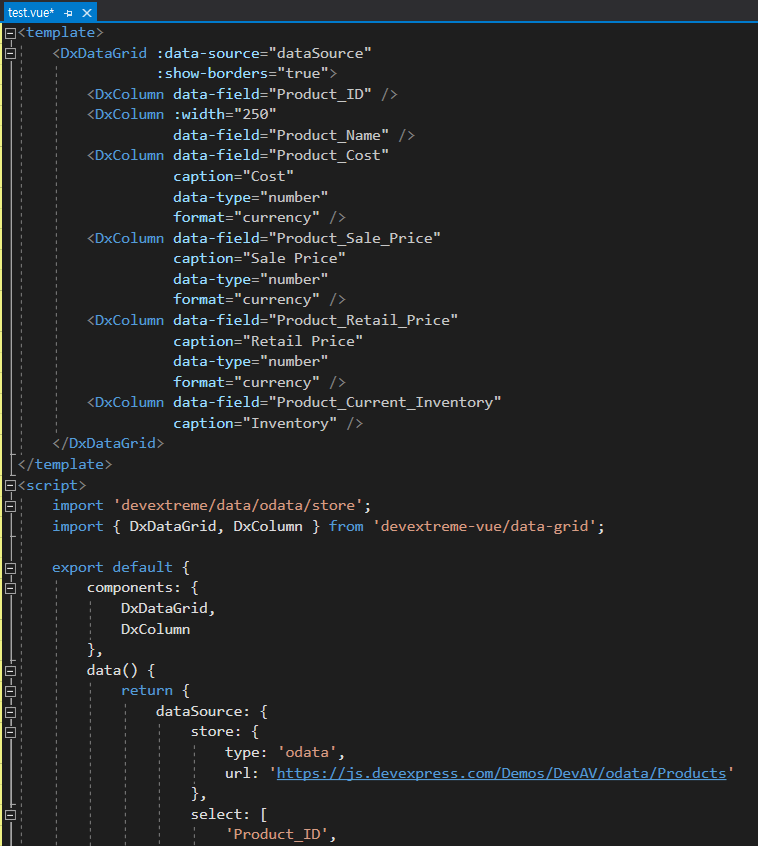 test.vue*
<template>
    <DxDataGrid :data-source="dataSource"
                :show-borders="true">
        <DxColumn data-field="Product_ID" />
        <DxColumn :width="250"
                  data-field="Product_Name" />
        <DxColumn data-field="Product_Cost"
                  caption="Cost"
                  data-type="number"
                  format="currency" />
        <DxColumn data-field="Product_Sale_Price"
                  caption="Sale Price"
                  data-type="number"
                  format="currency" />
        <DxColumn data-field="Product_Retail_Price"
                  caption="Retail Price"
                  data-type="number"
                  format="currency" />
        <DxColumn data-field="Product_Current_Inventory"
                  caption="Inventory" />
    </DxDataGrid>
</template>
<script>
    import 'devextreme/data/odata/store';
    import { DxDataGrid, DxColumn } from 'devextreme-vue/data-grid';

    export default {
        components: {
            DxDataGrid,
            DxColumn
        },
        data() {
            return {
                dataSource: {
                    store: {
                        type: 'odata',
                        url: 'https://js.devexpress.com/Demos/DevAV/odata/Products'
                    },
                    select: [
                        'Product_ID',